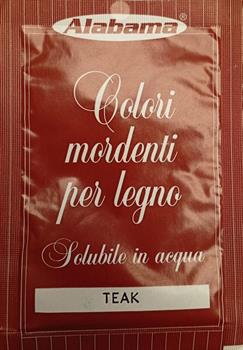 Alabama®
Colori
mordenti
per legno
Solubile in acqua
TEAK